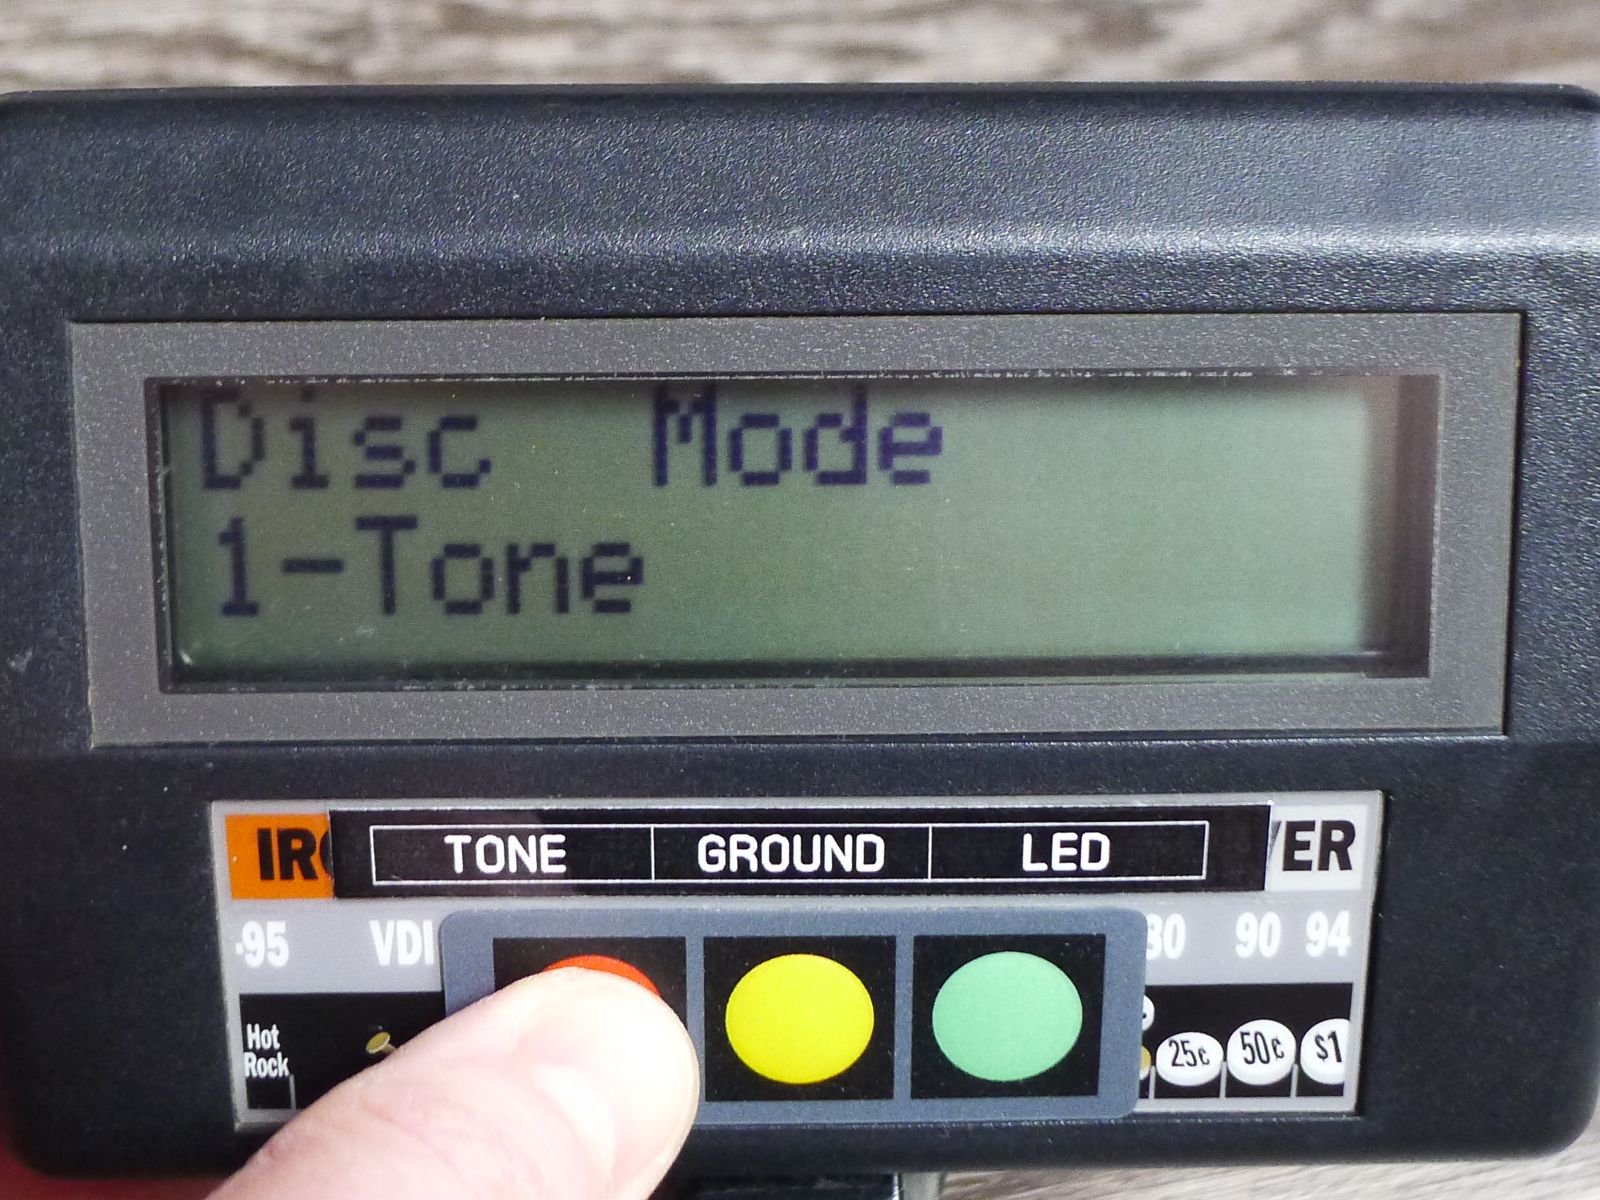 Disc Mode
1-Tone
TONE GROUND LED
ER
-95 VDI 90 94
Hot
Rock
25¢ 50¢ $1